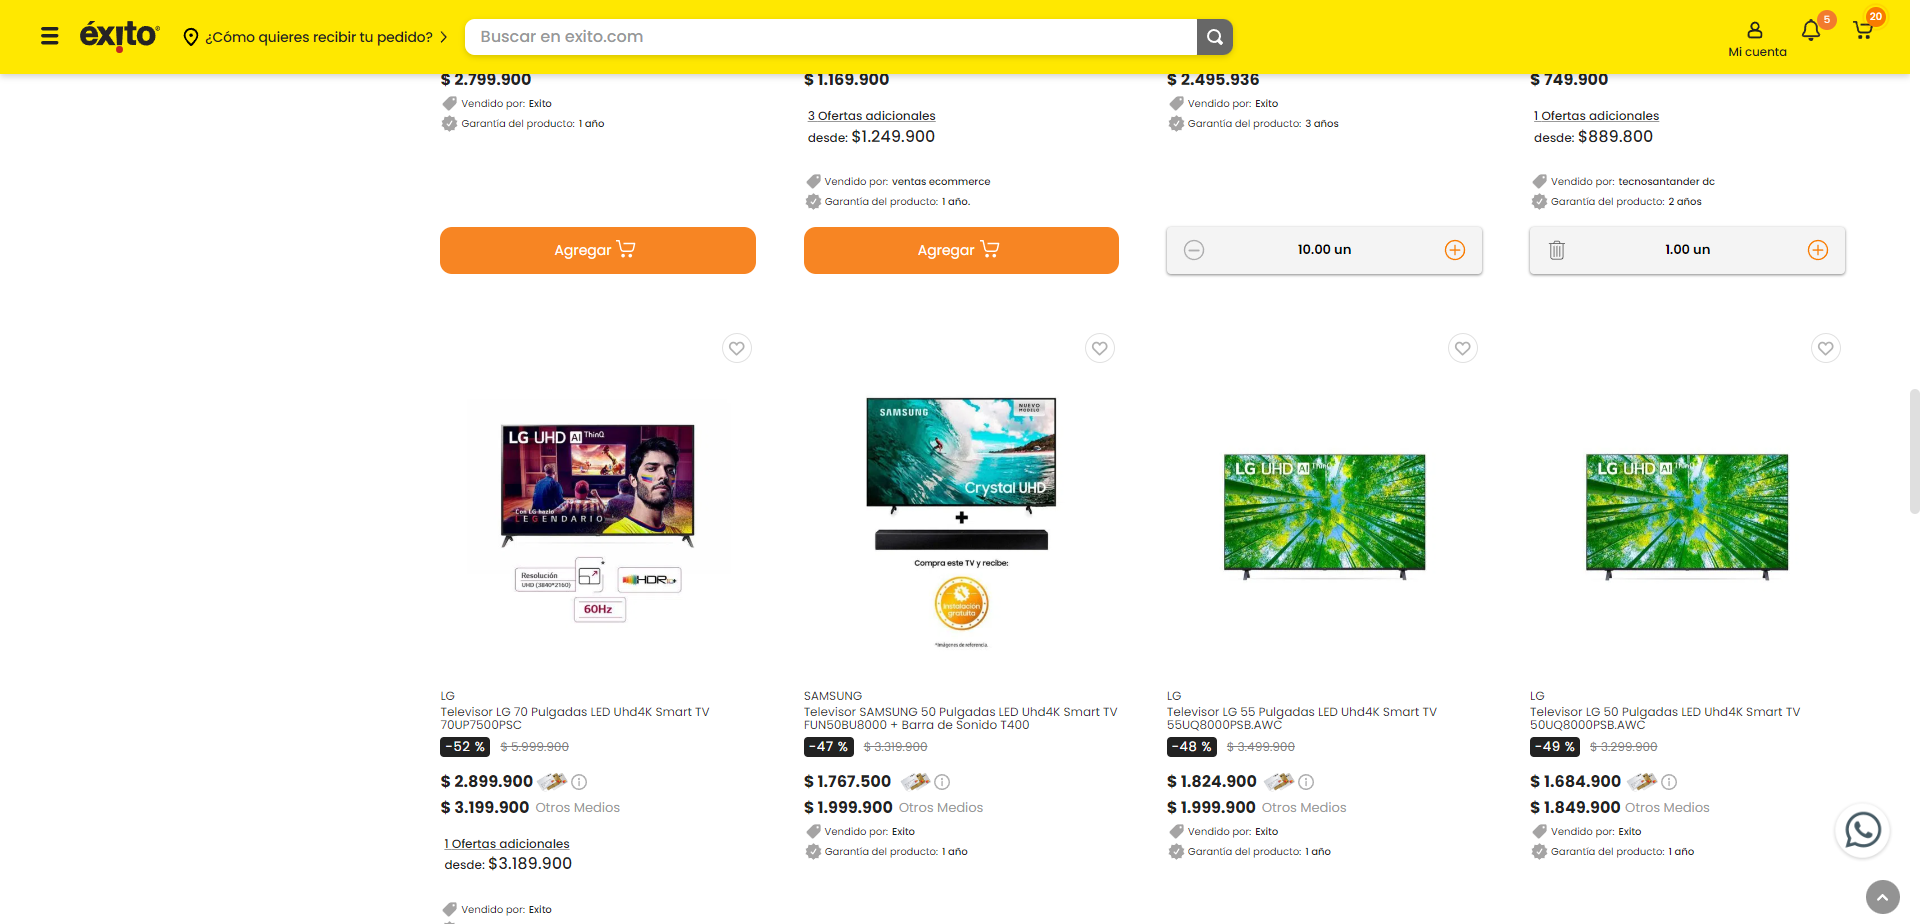 éxito
¿Cómo quieres recibir tu pedido?
Buscar en exito.com
Mi cuenta
5
20
$ 2.799.900
Vendido por: Exito
Garantía del producto: 1 año
Agregar
$ 1.169.900
3 Ofertas adicionales
desde: $1.249.900
Vendido por: ventas ecommerce
Garantía del producto: 1 año.
Agregar
$ 2.495.936
Vendido por: Exito
Garantía del producto: 3 años
10.00 un
$ 749.900
1 Ofertas adicionales
desde: $889.800
Vendido por: tecnosantander dc
Garantía del producto: 2 años
1.00 un
LG UHD AI ThinQ
Con LG hazlo
LEGENDARIO
Resolución
UHD (3840*2160)
HDR
60Hz
LG
Televisor LG 70 Pulgadas LED Uhd4K Smart TV
70UP7500PSC
-52 % $ 5.999.900
$ 2.899.900
$ 3.199.900 Otros Medios
1 Ofertas adicionales
desde: $3.189.900
Vendido por: Exito
SAMSUNG
NUEVO
MODELO
Crystal UHD
+
Compra este TV y recibe:
Instalación
gratuita
*Imágenes de referencia.
SAMSUNG
Televisor SAMSUNG 50 Pulgadas LED Uhd4K Smart TV
FUN50BU8000 + Barra de Sonido T400
-47 % $ 3.319.900
$ 1.767.500
$ 1.999.900 Otros Medios
Vendido por: Exito
Garantía del producto: 1 año
LG UHD AI ThinQ
LG
Televisor LG 55 Pulgadas LED Uhd4K Smart TV
55UQ8000PSB.AWC
-48 % $ 3.499.900
$ 1.824.900
$ 1.999.900 Otros Medios
Vendido por: Exito
Garantía del producto: 1 año
LG UHD AI ThinQ
LG
Televisor LG 50 Pulgadas LED Uhd4K Smart TV
50UQ8000PSB.AWC
-49 % $ 3.299.900
$ 1.684.900
$ 1.849.900 Otros Medios
Vendido por: Exito
Garantía del producto: 1 año